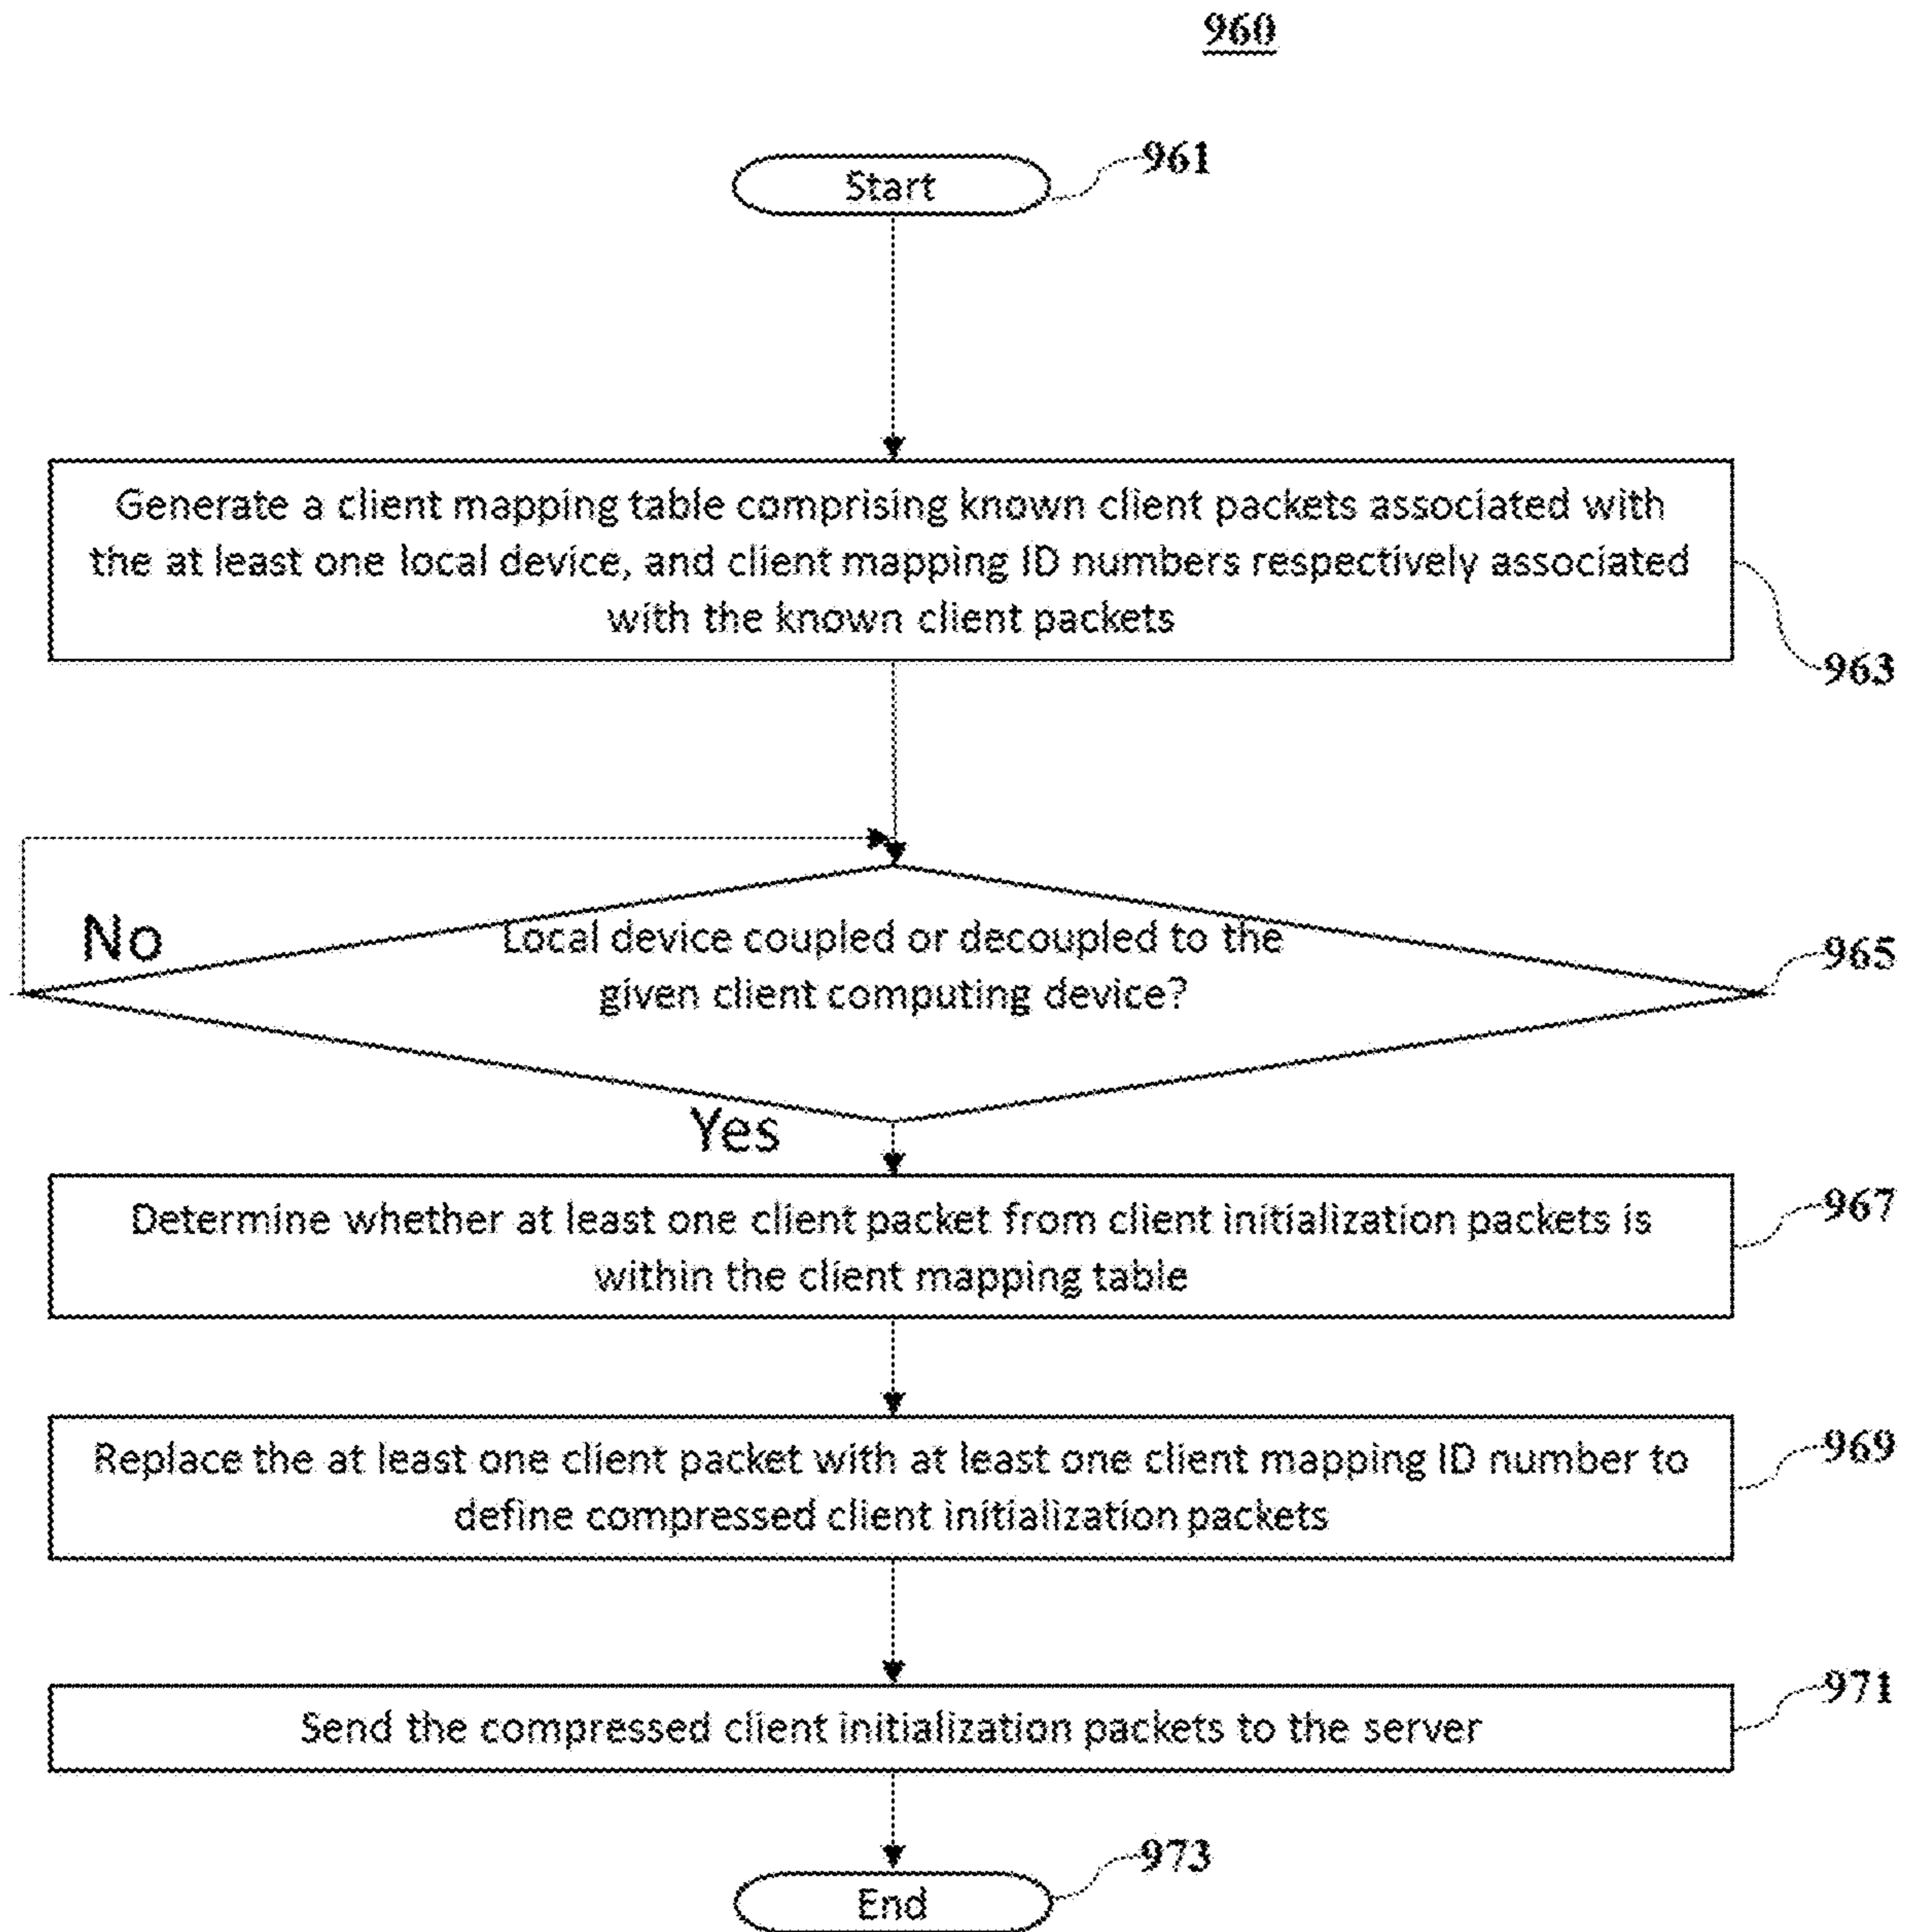 960
Start
961
Generate a client mapping table comprising known client packets associated with
the at least one local device, and client mapping ID numbers respectively associated
with the known client packets
963
No
Local device coupled or decoupled to the
given client computing device?
965
Yes
Determine whether at least one client packet from client initialization packets is
within the client mapping table
967
Replace the at least one client packet with at least one client mapping ID number to
define compressed client initialization packets
969
Send the compressed client initialization packets to the server
971
End
973